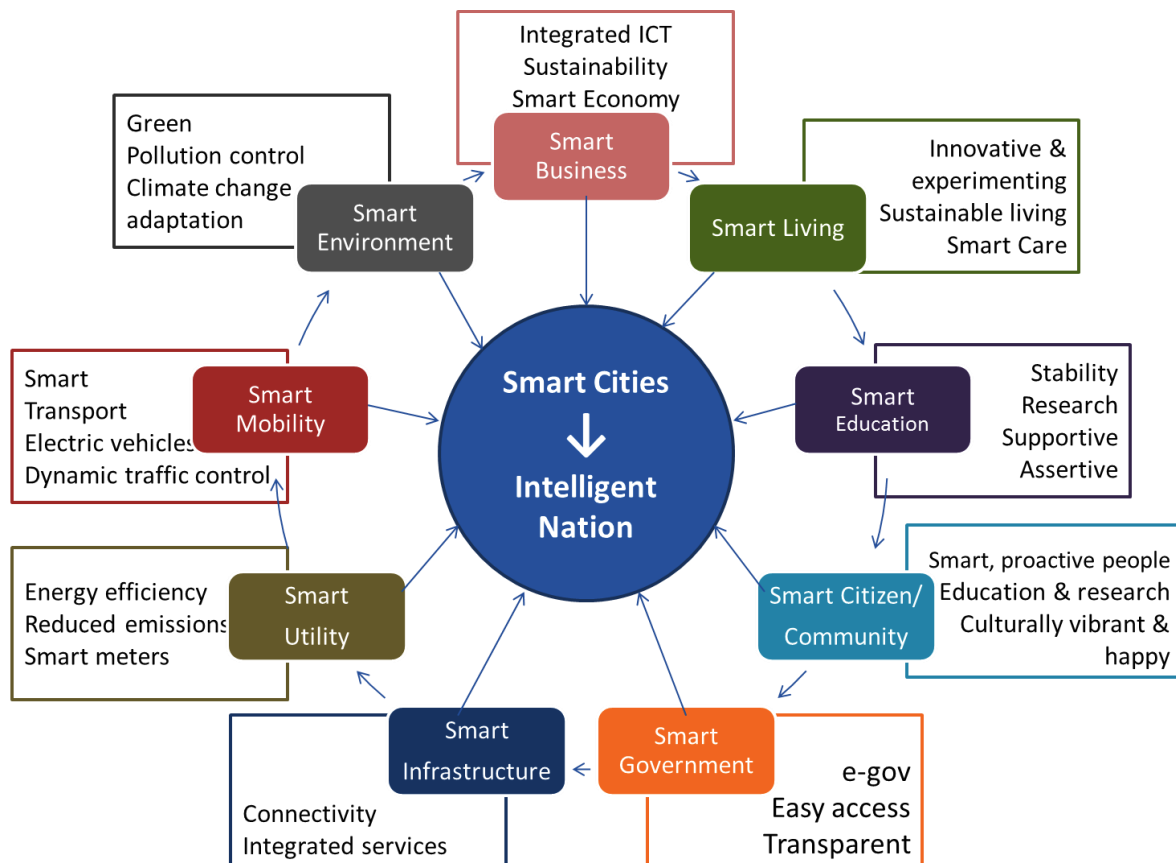 Integrated ICT
Sustainability
Smart Economy
Smart
Business
Innovative &
experimenting
Sustainable living
Smart Care
Smart Living
Stability
Research
Supportive
Assertive
Smart
Education
Smart, proactive people
Education & research
Culturally vibrant &
happy
Smart Citizen/
Community
e-gov
Easy access
Transparent
Smart
Government
Connectivity
Integrated services
Smart
Infrastructure
Energy efficiency
Reduced emissions
Smart meters
Smart
Utility
Smart
Transport
Electric vehicles
Dynamic traffic control
Smart
Mobility
Green
Pollution control
Climate change
adaptation
Smart
Environment
Smart Cities
Intelligent
Nation